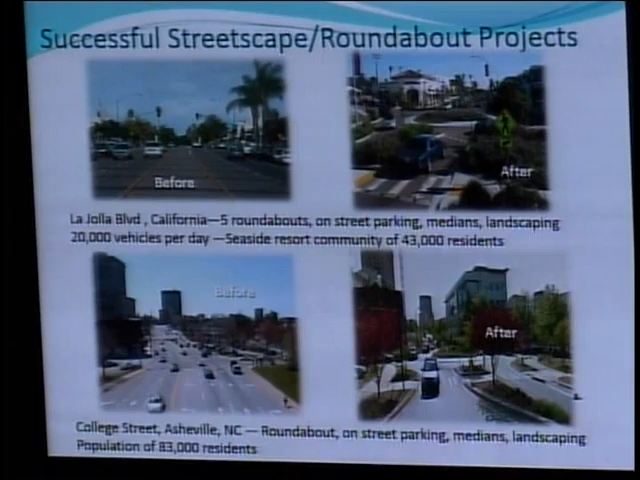 Successful Streetscape/Roundabout Projects
Before
After
La Jolla Blvd , California—5 roundabouts, on street parking, medians, landscaping
20,000 vehicles per day —Seaside resort community of 43,000 residents
Before
After
College Street, Asheville, NC — Roundabout, on street parking, medians, landscaping
Population of 83,000 residents